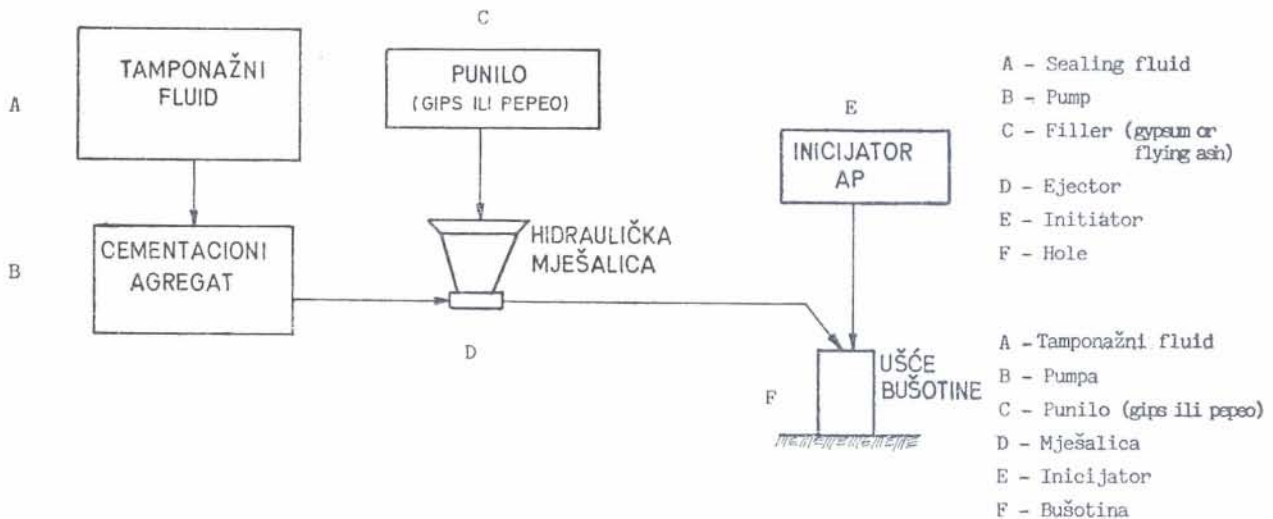 C
TAMPONAŽNI
FLUID
A
PUNILO
(GIPS ILI PEPEO)
E
INICIJATOR
AP
CEMENTACIONI
AGREGAT
B
HIDRAULIČKA
MJEŠALICA
D
UŠĆE
BUŠOTINE
F
A - Sealing fluid
B - Pump
C - Filler (gypsum or
flying ash)
D - Ejector
E - Initiator
F - Hole
A - Tamponažni fluid
B - Pumpa
C - Punilo (gips ili pepeo)
D - Mješalica
E - Inicijator
F - Bušotina